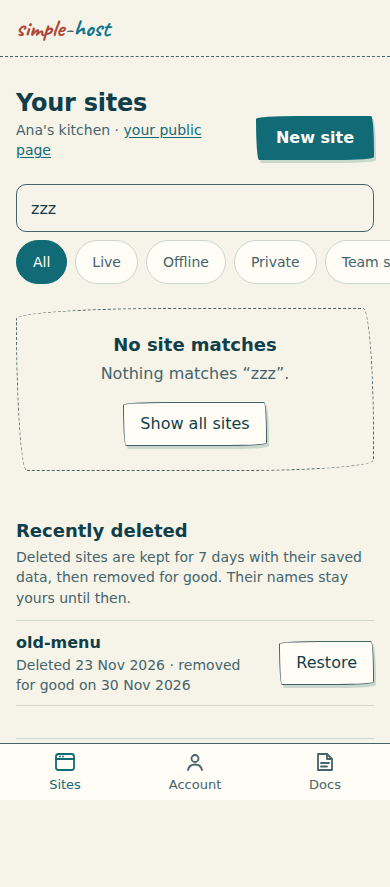 simple-host
Your sites
Ana's kitchen · your public
page
New site
zzz
All
Live
Offline
Private
Team s
No site matches
Nothing matches “zzz”.
Show all sites
Recently deleted
Deleted sites are kept for 7 days with their saved
data, then removed for good. Their names stay
yours until then.
old-menu
Deleted 23 Nov 2026 · removed
for good on 30 Nov 2026
Restore
Sites
Account
Docs